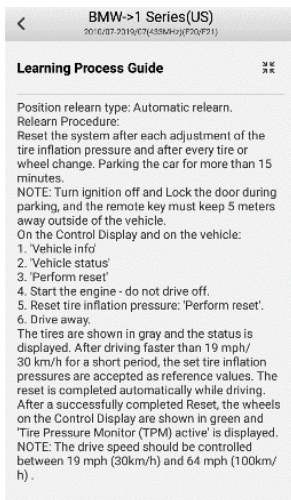 BMW->1 Series(US)
2010/07-2019/07(433MHz)(F20/F21)
Learning Process Guide
Position relearn type: Automatic relearn.
Relearn Procedure:
Reset the system after each adjustment of the
tire inflation pressure and after every tire or
wheel change. Parking the car for more than 15
minutes.
NOTE: Turn ignition off and Lock the door during
parking, and the remote key must keep 5 meters
away outside of the vehicle.
On the Control Display and on the vehicle:
1. 'Vehicle info'
2. 'Vehicle status'
3. 'Perform reset'
4. Start the engine - do not drive off.
5. Reset tire inflation pressure: 'Perform reset'.
6. Drive away.
The tires are shown in gray and the status is
displayed. After driving faster than 19 mph/
30 km/h for a short period, the set tire inflation
pressures are accepted as reference values. The
reset is completed automatically while driving.
After a successfully completed Reset, the wheels
on the Control Display are shown in green and
'Tire Pressure Monitor (TPM) active' is displayed.
NOTE: The drive speed should be controlled
between 19 mph (30km/h) and 64 mph (100km/
h) .